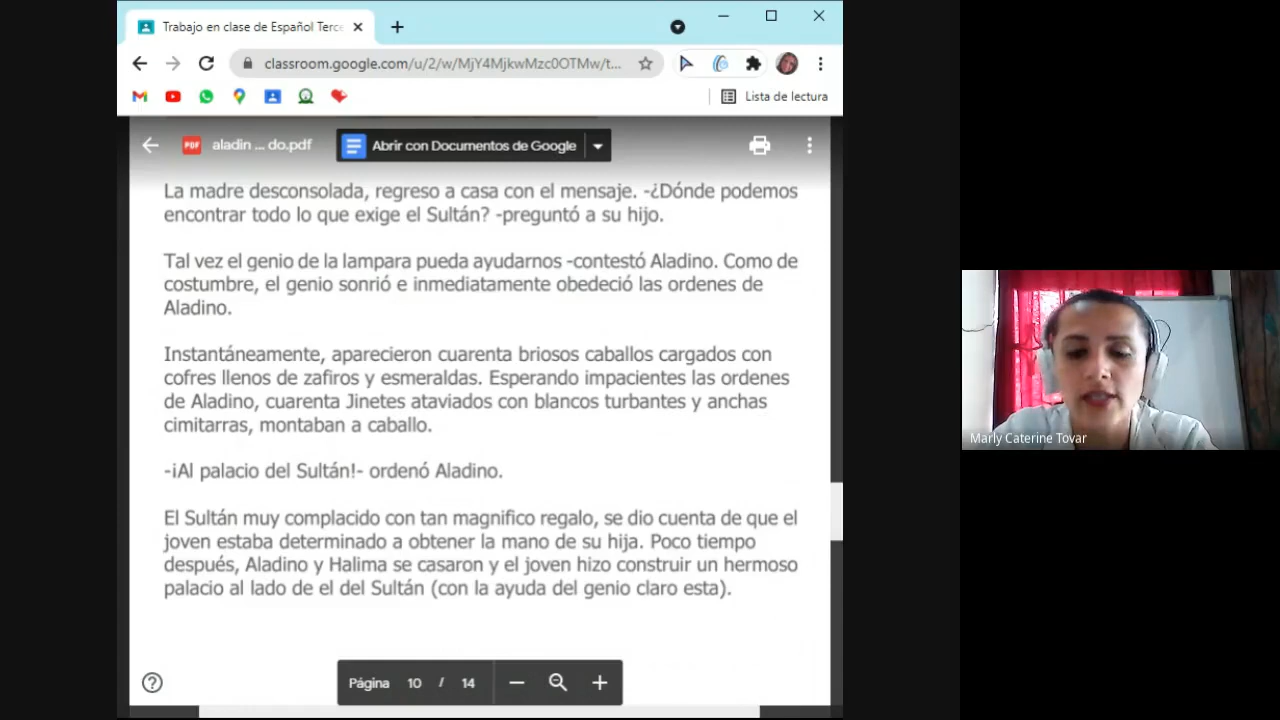 Trabajo en clase de Español Terce
classroom.google.com/u/2/w/MjY4MjkwMzc0OTMw/t...
Lista de lectura
PDF aladin ... do.pdf
Abrir con Documentos de Google
La madre desconsolada, regreso a casa con el mensaje. -¿Dónde podemos
encontrar todo lo que exige el Sultán? -preguntó a su hijo.
Tal vez el genio de la lampara pueda ayudarnos -contestó Aladino. Como de
costumbre, el genio sonrió e inmediatamente obedeció las ordenes de
Aladino.
Instantáneamente, aparecieron cuarenta briosos caballos cargados con
cofres llenos de zafiros y esmeraldas. Esperando impacientes las ordenes
de Aladino, cuarenta Jinetes ataviados con blancos turbantes y anchas
cimitarras, montaban a caballo.
-¡Al palacio del Sultán!- ordenó Aladino.
El Sultán muy complacido con tan magnifico regalo, se dio cuenta de que el
joven estaba determinado a obtener la mano de su hija. Poco tiempo
después, Aladino y Halima se casaron y el joven hizo construir un hermoso
palacio al lado de el del Sultán (con la ayuda del genio claro esta).
Página 10 / 14
Marly Caterine Tovar